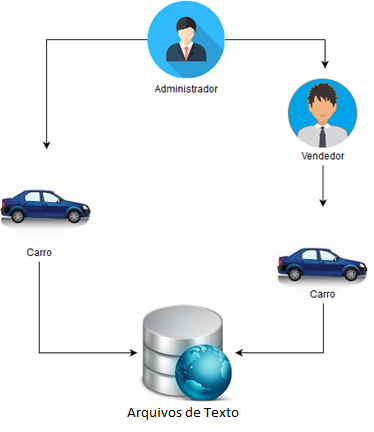 Administrador
Vendedor
Carro
Carro
Arquivos de Texto